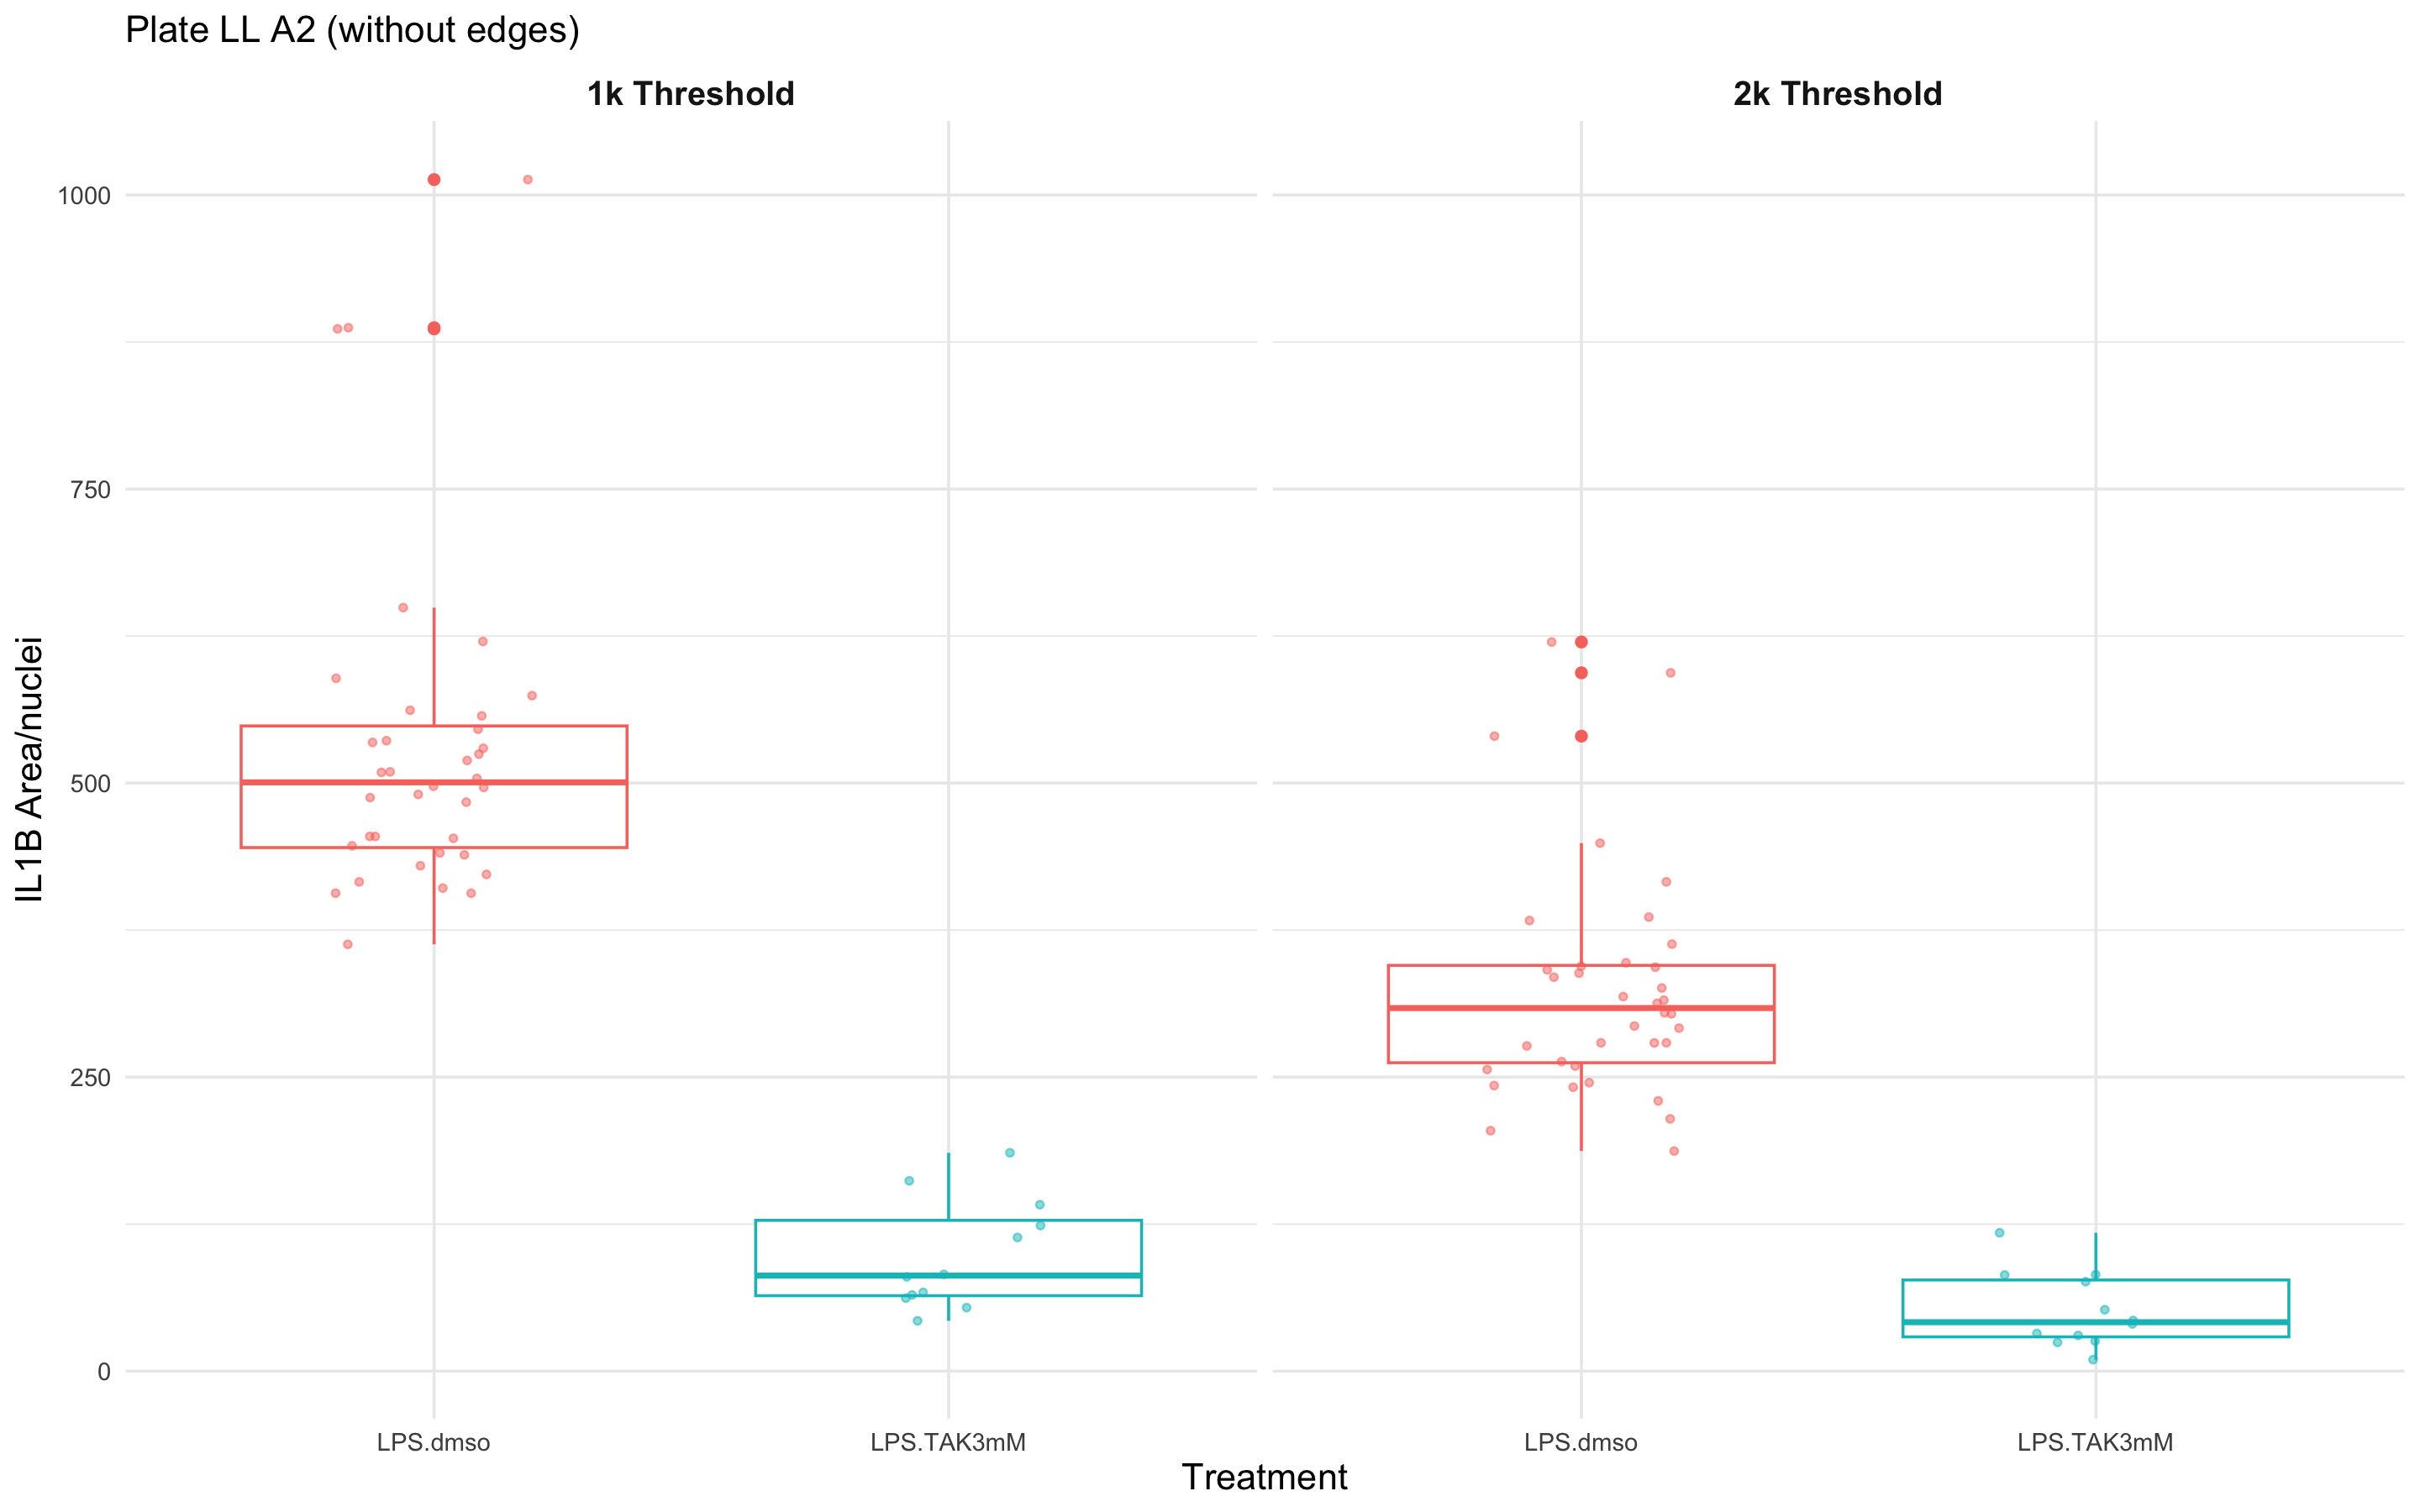 Plate LL A2 (without edges)
1k Threshold
2k Threshold
IL1B Area/nuclei
1000
750
500
250
0
LPS.dmso
LPS.TAK3mM
LPS.dmso
LPS.TAK3mM
Treatment